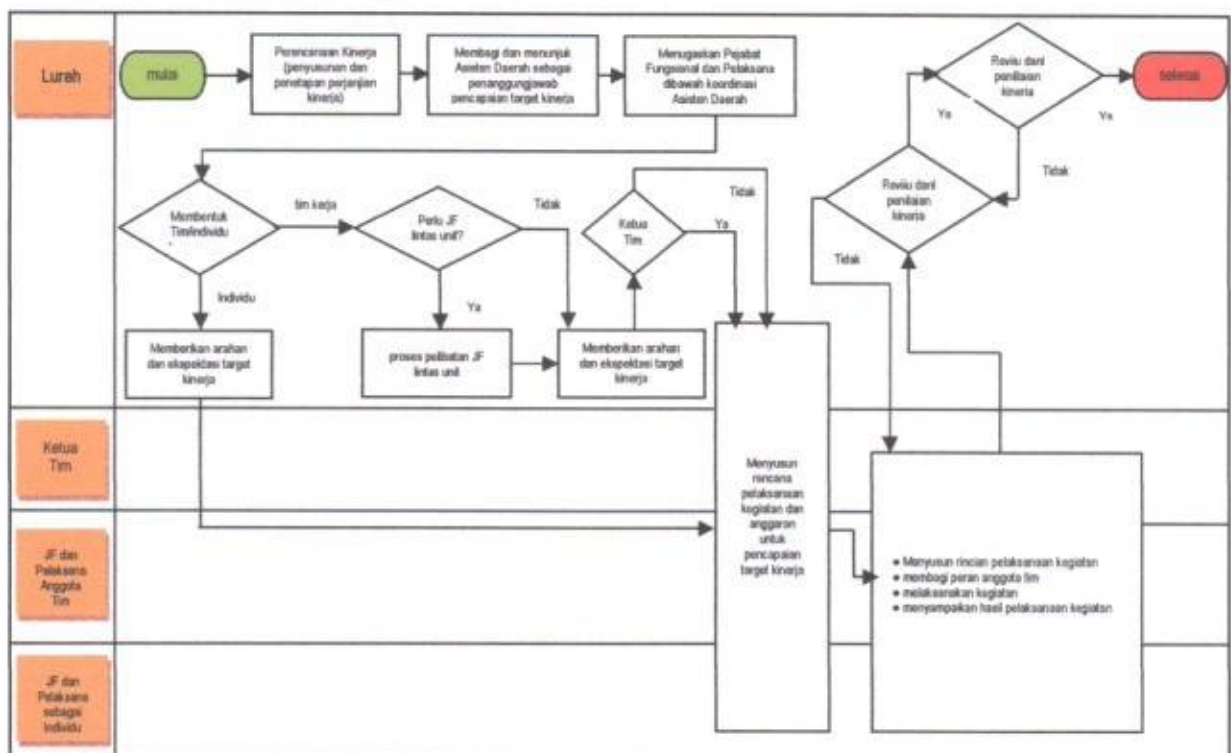 Lurah
mulai
Perencanaan Kinerja
(penyusunan dan
penetapan perjanjian
kinerja)
Membagi dan menunjuk
Asisten Daerah sebagai
penanggungjawab
pencapaian target kinerja
Menugaskan Pejabat
Fungsional dan Pelaksana
dibawah koordinasi
Asisten Daerah
Reviu danl
penilaian
kinerja
selesai
Ya
Ya
Tidak
Reviu danl
penilaian
kinerja
Tidak
Membentuk
Tim/individu
tim kerja
Perlu JF
lintas unit?
Tidak
Ketua
Tim
Tidak
Ya
Individu
Ya
Memberikan arahan
dan ekspektasi target
kinerja
proses pelibatan JF
lintas unit
Memberikan arahan
dan ekspektasi target
kinerja
Ketua
Tim
Menyusun
rencana
pelaksanaan
kegiatan dan
anggaran
untuk
pencapaian
target kinerja
JF dan
Pelaksana
Anggota
Tim
● Menyusun rincian pelaksanaan kegiatan
● membagi peran anggota tim
● melaksanakan kegiatan
● menyampaikan hasil pelaksanaan kegiatan
JF dan
Pelaksana
sebagai
Individu